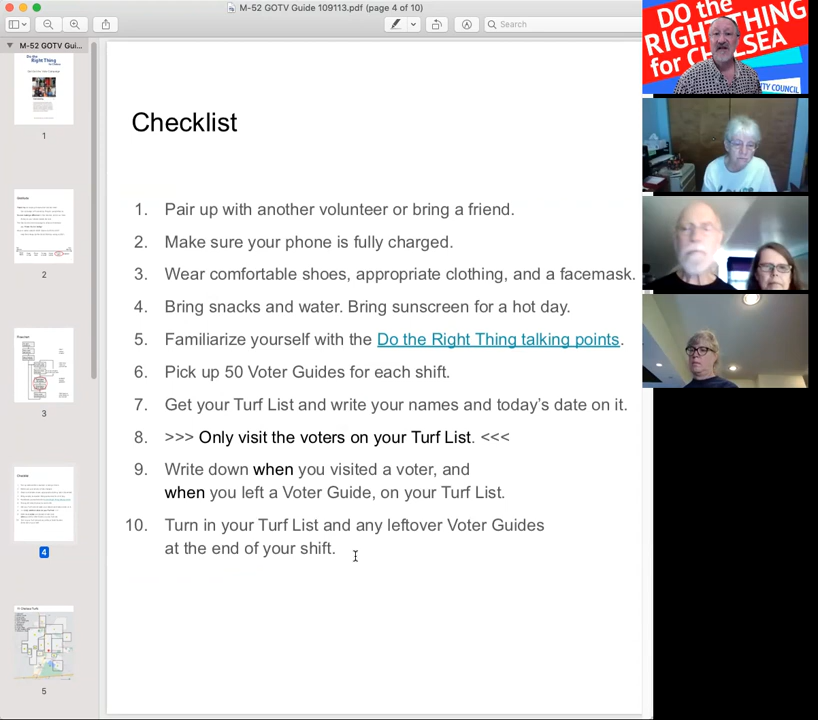 M-52 GOTV Guide 109113.pdf (page 4 of 10)
Search
M-52 GOTV Gui...
1
2
3
4
5
Checklist
1. Pair up with another volunteer or bring a friend.
2. Make sure your phone is fully charged.
3. Wear comfortable shoes, appropriate clothing, and a facemask.
4. Bring snacks and water. Bring sunscreen for a hot day.
5. Familiarize yourself with the Do the Right Thing talking points.
6. Pick up 50 Voter Guides for each shift.
7. Get your Turf List and write your names and today's date on it.
8. >>> Only visit the voters on your Turf List. <<<
9. Write down when you visited a voter, and
when you left a Voter Guide, on your Turf List.
10. Turn in your Turf List and any leftover Voter Guides
at the end of your shift.
DO the
RIGHT THING
for CHELSEA
COUNCIL